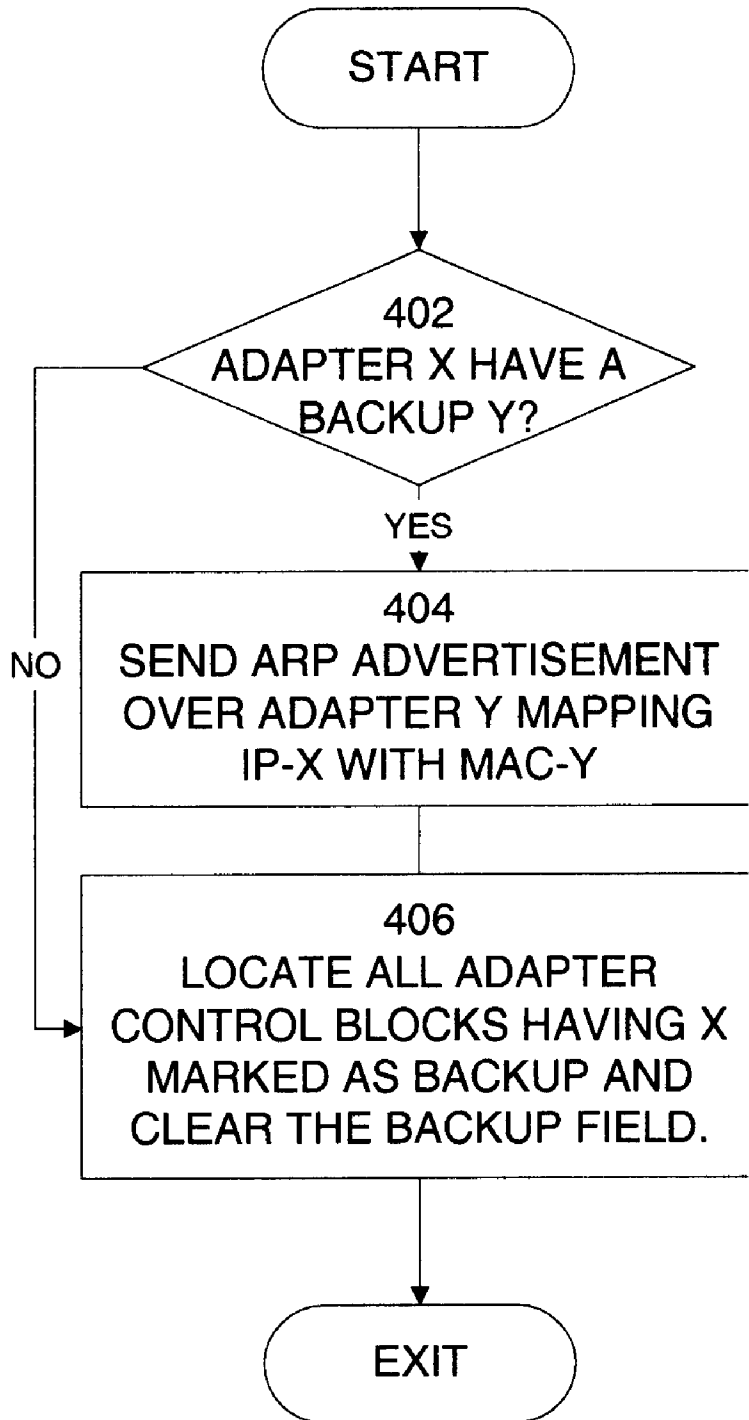 START
402
ADAPTER X HAVE A
BACKUP Y?
YES
404
SEND ARP ADVERTISEMENT
OVER ADAPTER Y MAPPING
IP-X WITH MAC-Y
NO
406
LOCATE ALL ADAPTER
CONTROL BLOCKS HAVING X
MARKED AS BACKUP AND
CLEAR THE BACKUP FIELD.
EXIT